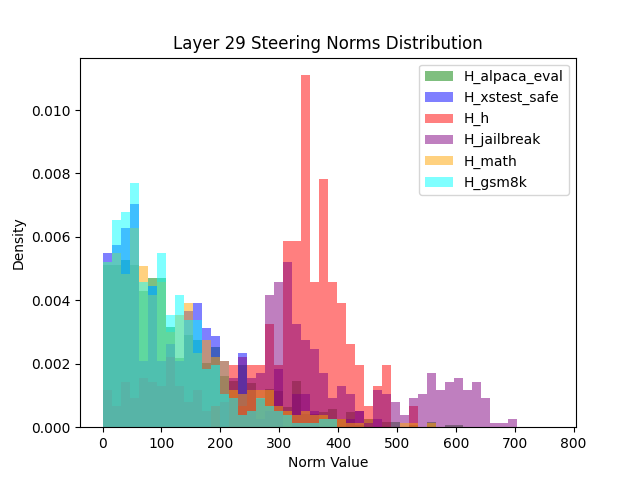 Layer 29 Steering Norms Distribution
H_alpaca_eval
H_xstest_safe
H_h
H_jailbreak
H_math
H_gsm8k
0.010
0.008
0.006
0.004
0.002
0.000
Density
0 100 200 300 400 500 600 700 800
Norm Value